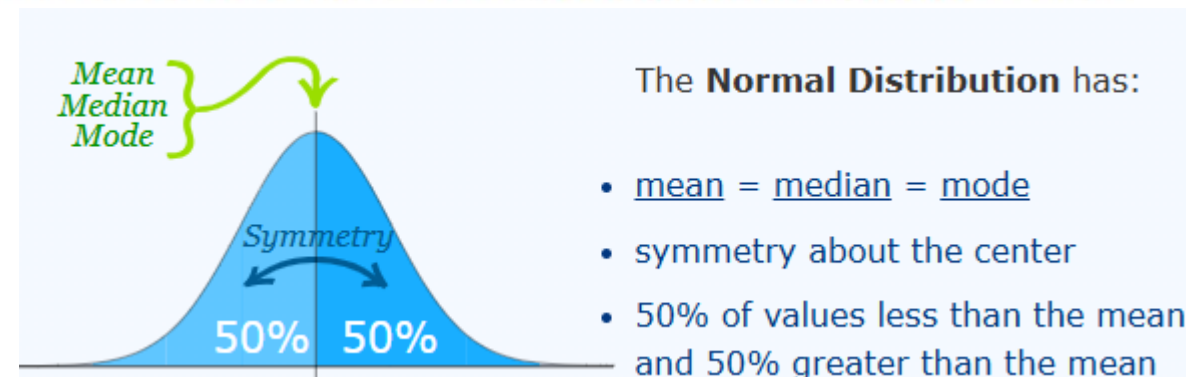 Mean
Median
Mode
Symmetry
50% 50%
The Normal Distribution has:
mean = median = mode
symmetry about the center
50% of values less than the mean
and 50% greater than the mean